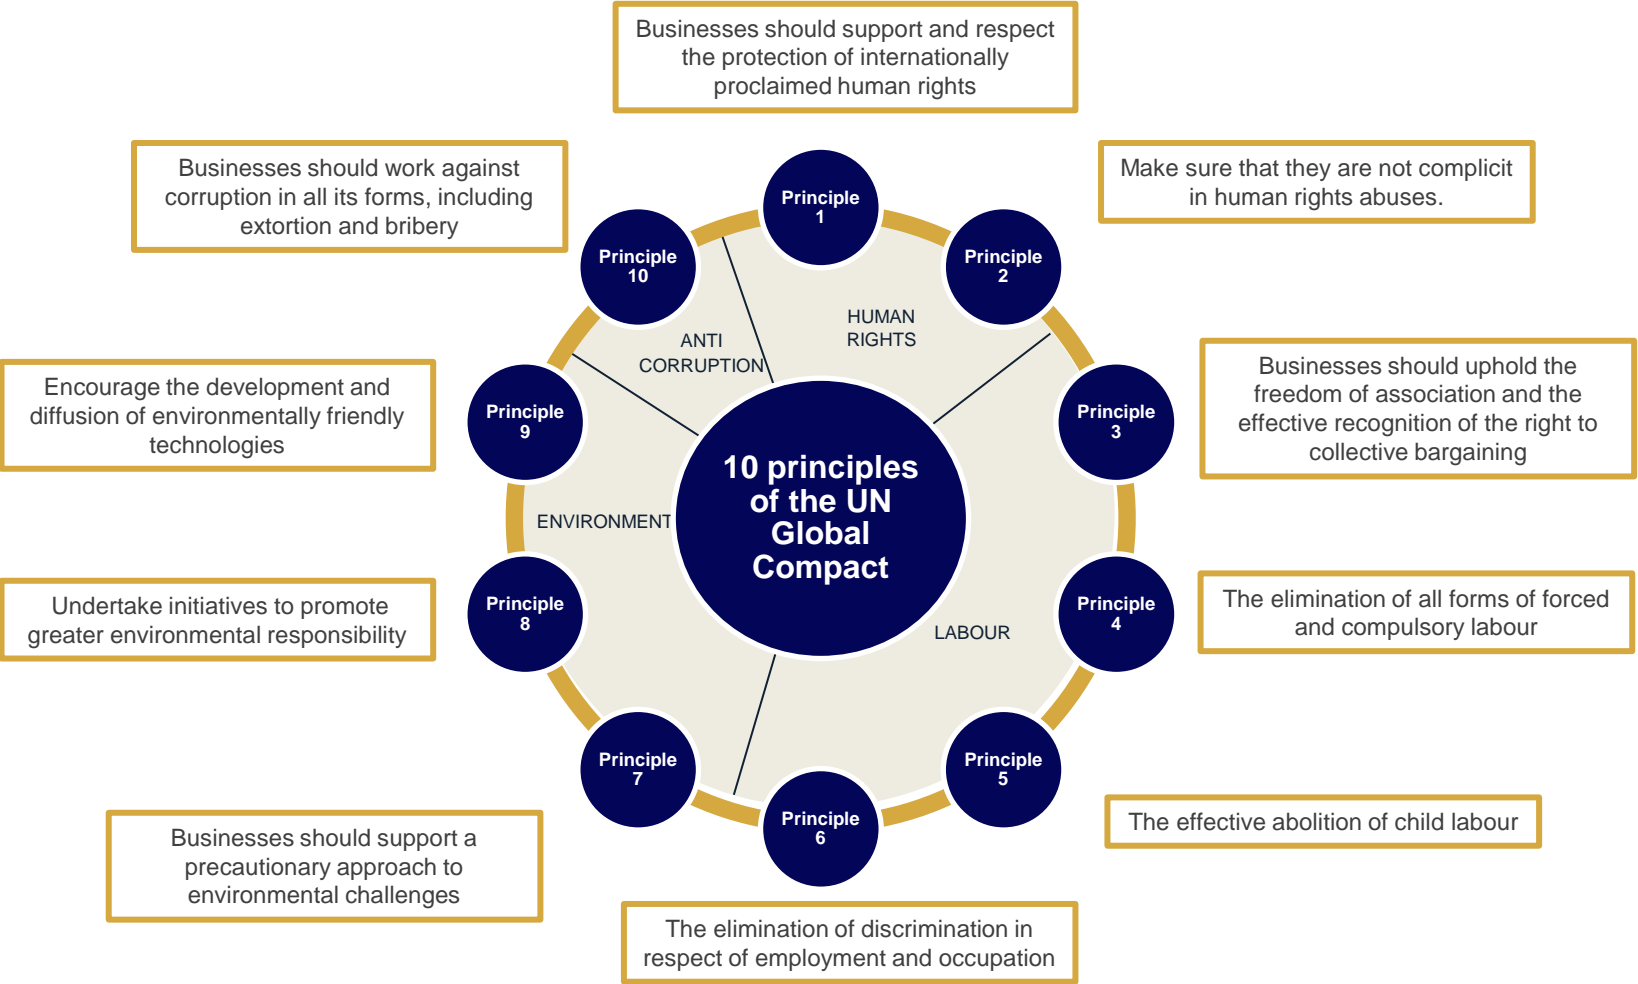 Businesses should support and respect
the protection of internationally
proclaimed human rights
Businesses should work against
corruption in all its forms, including
extortion and bribery
Make sure that they are not complicit
in human rights abuses.
Principle
1
Principle
10
Principle
2
HUMAN
RIGHTS
ANTI
CORRUPTION
Encourage the development and
diffusion of environmentally friendly
technologies
Principle
9
Principle
3
Businesses should uphold the
freedom of association and the
effective recognition of the right to
collective bargaining
10 principles
of the UN
Global
Compact
ENVIRONMENT
Undertake initiatives to promote
greater environmental responsibility
Principle
8
LABOUR
Principle
4
The elimination of all forms of forced
and compulsory labour
Principle
7
Principle
5
Principle
6
Businesses should support a
precautionary approach to
environmental challenges
The effective abolition of child labour
The elimination of discrimination in
respect of employment and occupation